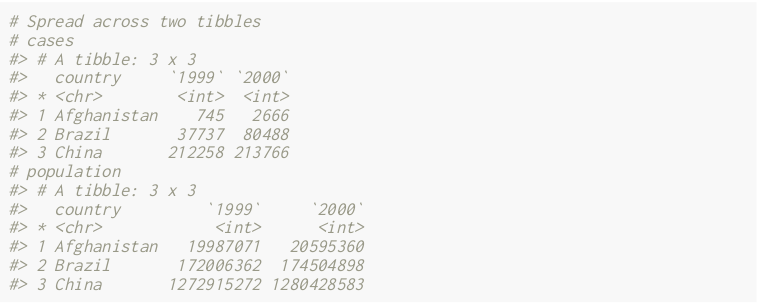 # Spread across two tibbles
# cases
#> # A tibble: 3 x 3
#>   country     `1999` `2000`
#> * <chr>        <int>  <int>
#> 1 Afghanistan    745   2666
#> 2 Brazil       37737  80488
#> 3 China       212258 213766
# population
#> # A tibble: 3 x 3
#>   country         `1999`     `2000`
#> * <chr>            <int>      <int>
#> 1 Afghanistan   19987071   20595360
#> 2 Brazil       172006362  174504898
#> 3 China       1272915272 1280428583